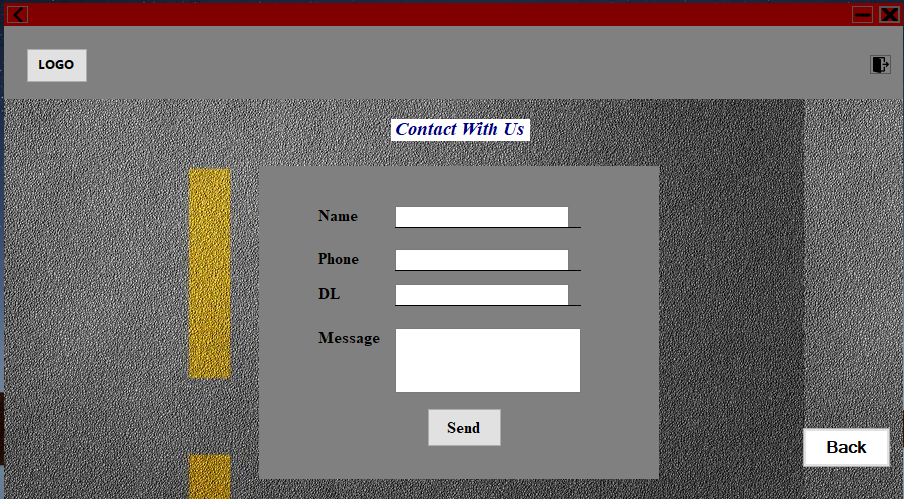 LOGO
Contact With Us
Name
Phone
DL
Message
Send
Back